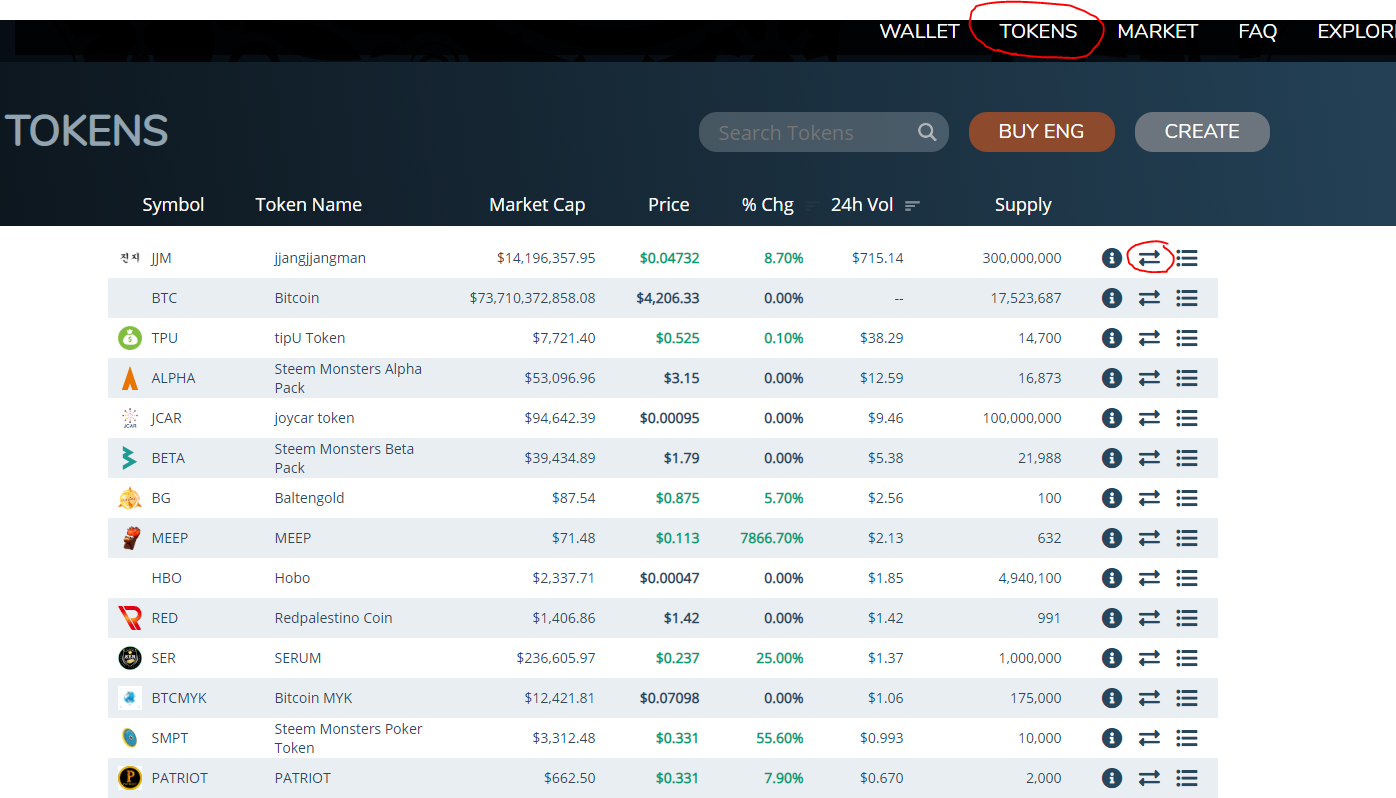 WALLET TOKENS MARKET FAQ
TOKENS Search Tokens BUY ENG CREATE
Symbol Token Name Market Cap Price % Chg 24h Vol Supply
진지 JJM jjangjjangman $14,196,357.95 $0.04732 8.70% $715.14 300,000,000
BTC Bitcoin $73,710,372,858.08 $4,206.33 0.00% -- 17,523,687
TPU tipU Token $7,721.40 $0.525 0.10% $38.29 14,700
ALPHA Steem Monsters Alpha Pack $53,096.96 $3.15 0.00% $12.59 16,873
JCAR JCAR joycar token $94,642.39 $0.00095 0.00% $9.46 100,000,000
BETA Steem Monsters Beta Pack $39,434.89 $1.79 0.00% $5.38 21,988
BG Baltengold $87.54 $0.875 5.70% $2.56 100
MEEP MEEP $71.48 $0.113 7866.70% $2.13 632
HBO Hobo $2,337.71 $0.00047 0.00% $1.85 4,940,100
RED Redpalestino Coin $1,406.86 $1.42 0.00% $1.42 991
SER SERUM $236,605.97 $0.237 25.00% $1.37 1,000,000
BTCMYK Bitcoin MYK $12,421.81 $0.07098 0.00% $1.06 175,000
SMPT Steem Monsters Poker Token $3,312.48 $0.331 55.60% $0.993 10,000
P PATRIOT PATRIOT $662.50 $0.331 7.90% $0.670 2,000